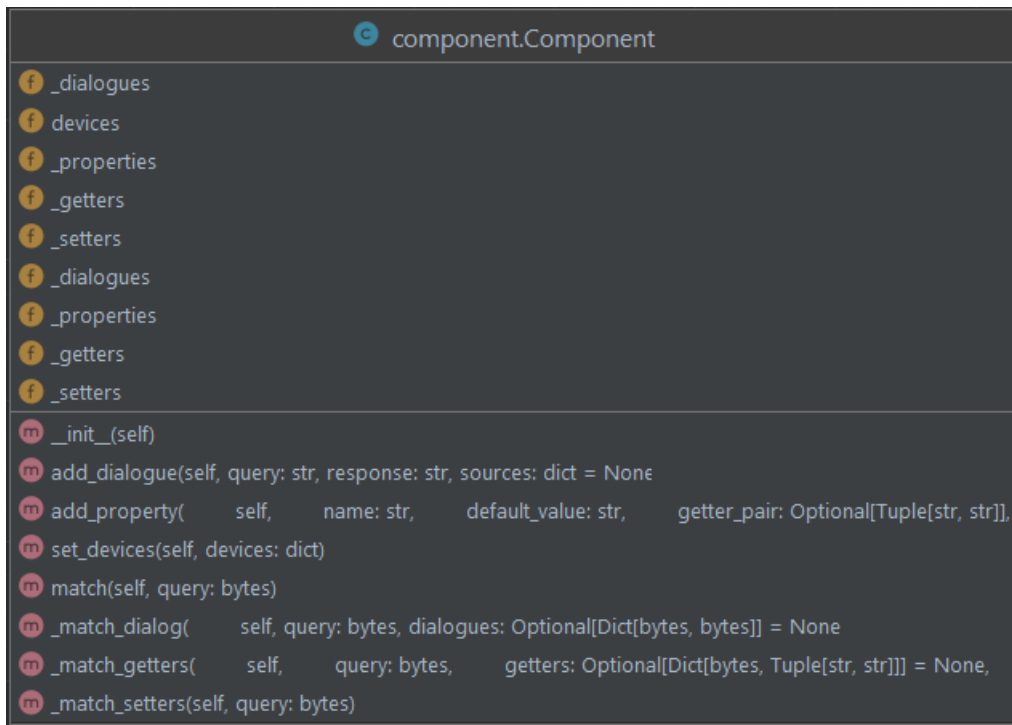 C component.Component
f _dialogues
f devices
f _properties
f _getters
f _setters
f _dialogues
f _properties
f _getters
f _setters
m __init__(self)
m add_dialogue(self, query: str, response: str, sources: dict = None
m add_property( self, name: str, default_value: str, getter_pair: Optional[Tuple[str, str]],
m set_devices(self, devices: dict)
m match(self, query: bytes)
m _match_dialog( self, query: bytes, dialogues: Optional[Dict[bytes, bytes]] = None
m _match_getters( self, query: bytes, getters: Optional[Dict[bytes, Tuple[str, str]]] = None,
m _match_setters(self, query: bytes)